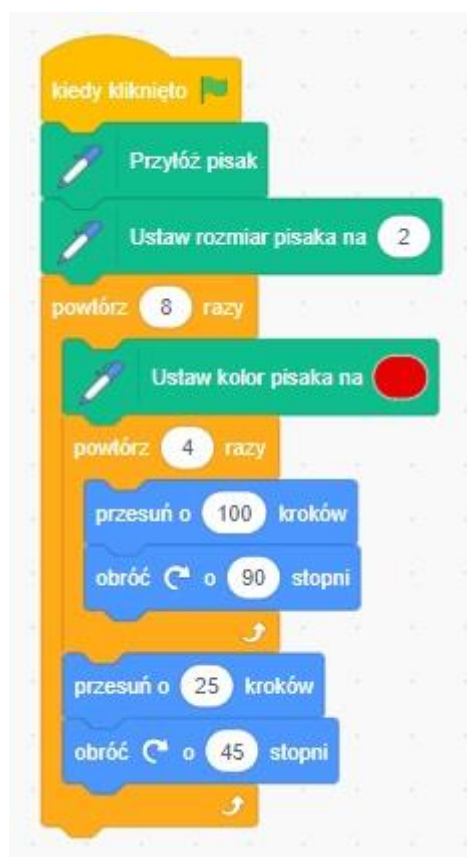 kiedy kliknięto
Przyłóż pisak
Ustaw rozmiar pisaka na 2
powtórz 8 razy
Ustaw kolor pisaka na
powtórz 4 razy
przesuń o 100 kroków
obróć o 90 stopni
przesuń o 25 kroków
obróć o 45 stopni